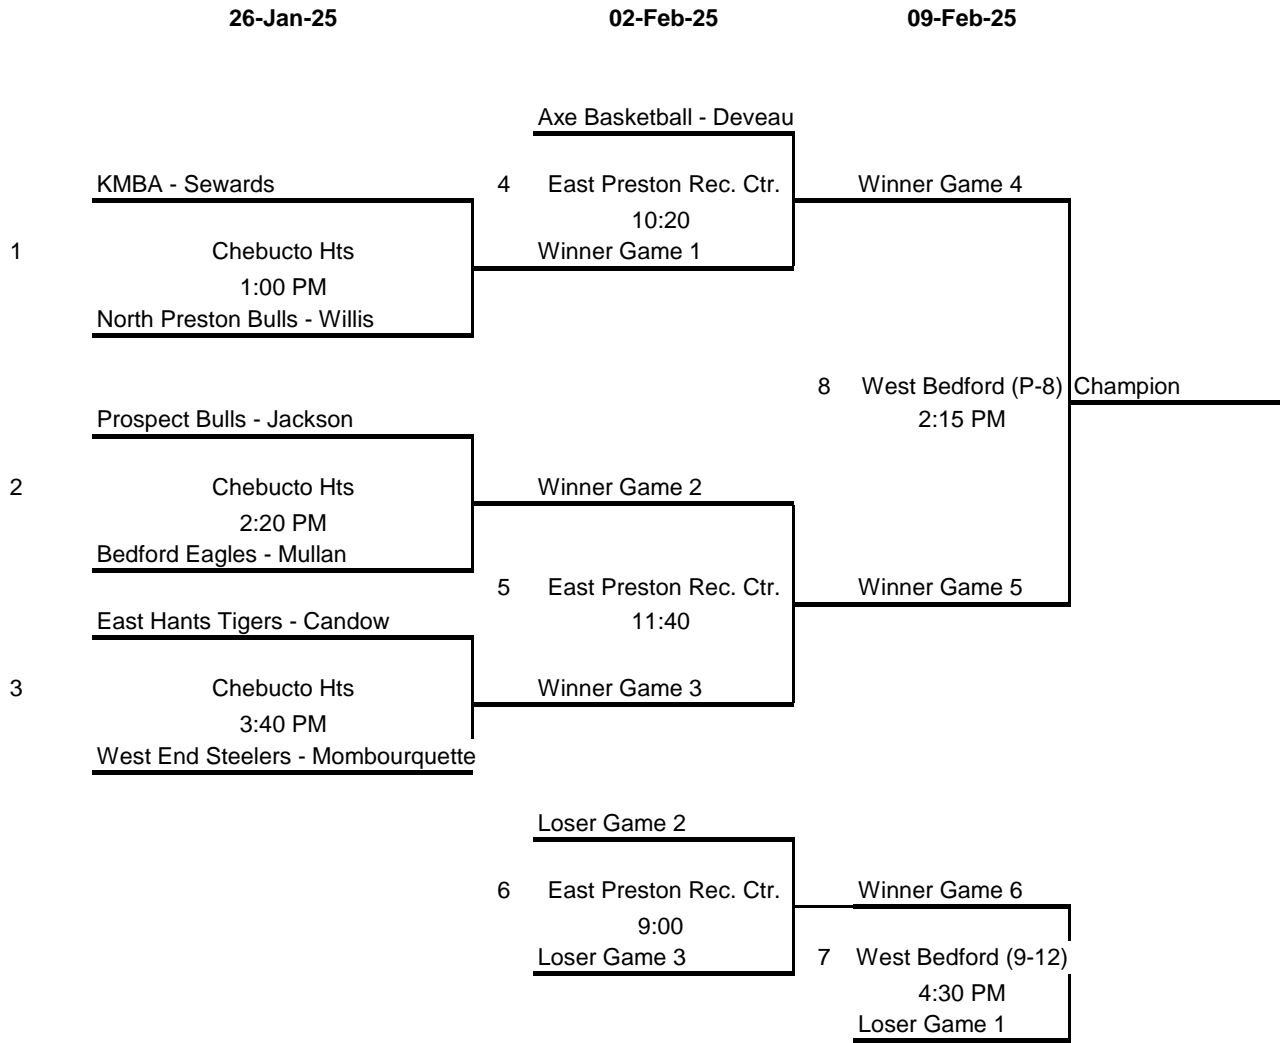 26-Jan-25 02-Feb-25 09-Feb-25
Axe Basketball - Deveau
KMBA - Sewards 4 East Preston Rec. Ctr. Winner Game 4
10:20
1 Chebucto Hts Winner Game 1
1:00 PM
North Preston Bulls - Willis
8 West Bedford (P-8) Champion
Prospect Bulls - Jackson 2:15 PM
2 Chebucto Hts Winner Game 2
2:20 PM
Bedford Eagles - Mullan
5 East Preston Rec. Ctr. Winner Game 5
East Hants Tigers - Candow 11:40
3 Chebucto Hts Winner Game 3
3:40 PM
West End Steelers - Mombourquette
Loser Game 2
6 East Preston Rec. Ctr. Winner Game 6
9:00
Loser Game 3 7 West Bedford (9-12)
4:30 PM
Loser Game 1